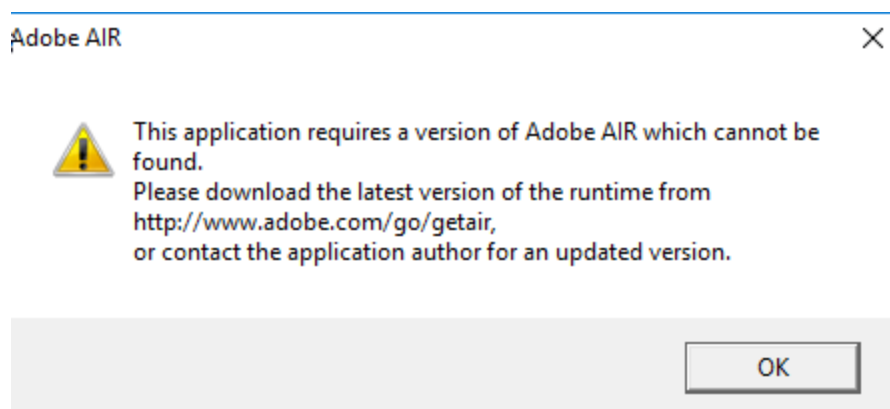 Adobe AIR
This application requires a version of Adobe AIR which cannot be
found.
Please download the latest version of the runtime from
http://www.adobe.com/go/getair,
or contact the application author for an updated version.
OK